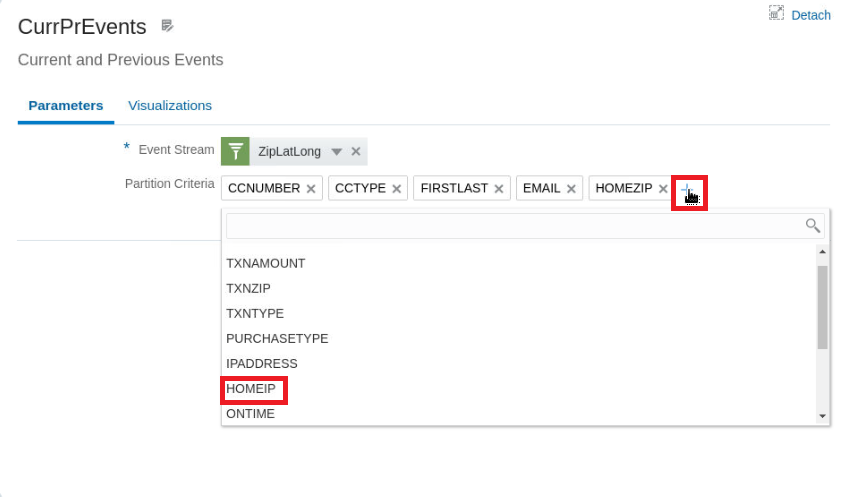 CurrPrEvents
Detach
Current and Previous Events
Parameters Visualizations
* Event Stream ZipLatLong
Partition Criteria CCNUMBER CCTYPE FIRSTLAST EMAIL HOMEZIP
TXNAMOUNT
TXNZIP
TXNTYPE
PURCHASETYPE
IPADDRESS
HOMEIP
ONTIME